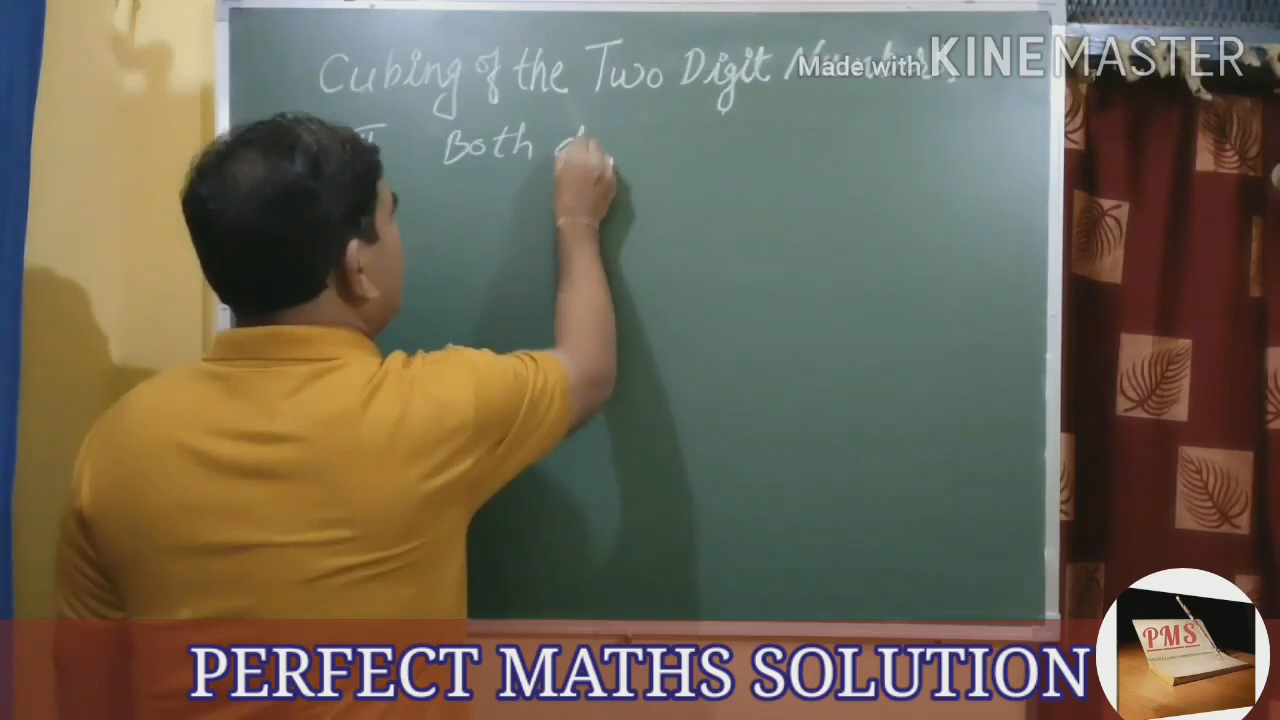 Cubing of the Two Digit
Made with KINEMASTER
Both
PERFECT MATHS SOLUTION
PMS